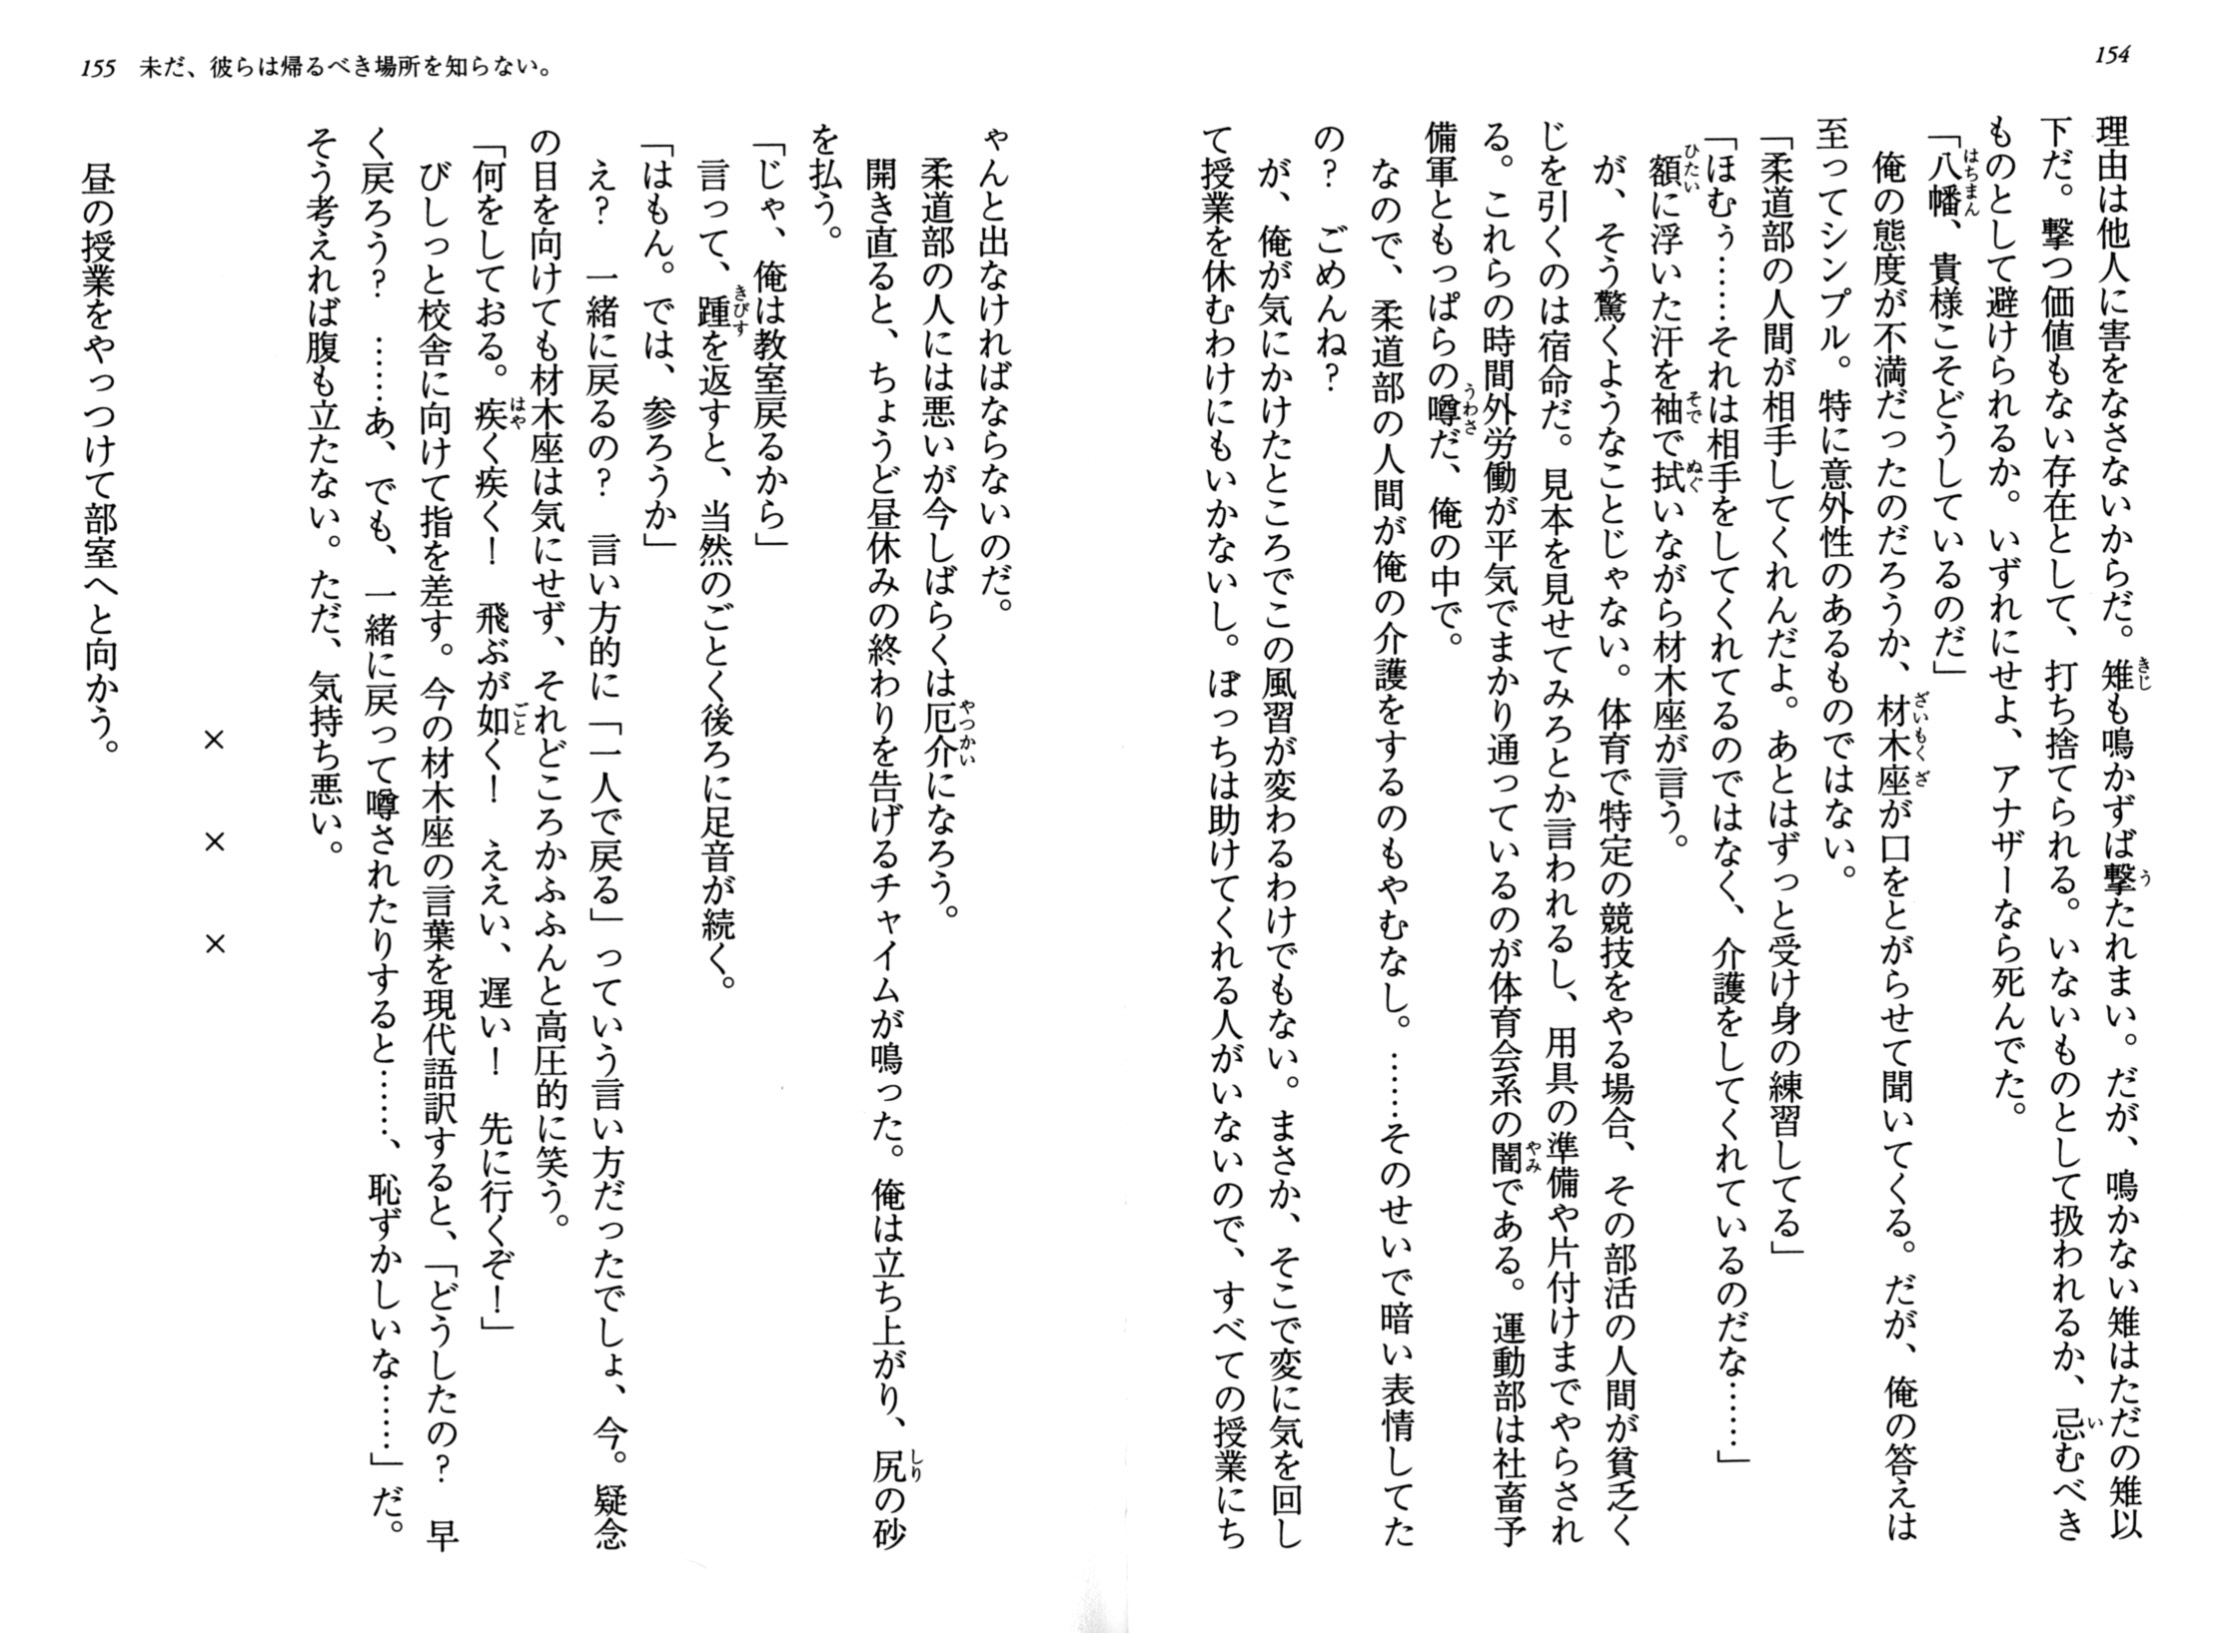 154
理由は他人に害をなさないからだ。雉も鳴かずば撃たれまい。だが、鳴かない雉はただの雉以
下だ。撃つ価値もない存在として、打ち捨てられる。いないものとして扱われるか、忌むべき
ものとして避けられるか。いずれにせよ、アナザーなら死んでた。
「八幡、貴様こそどうしているのだ」
俺の態度が不満だったのだろうか、材木座が口をとがらせて聞いてくる。だが、俺の答えは
至ってシンプル。特に意外性のあるものではない。
「柔道部の人間が相手してくれんだよ。あとはずっと受け身の練習してる」
「ほむぅ……それは相手をしてくれてるのではなく、介護をしてくれているのだな……」
額に浮いた汗を袖で拭いながら材木座が言う。
が、そう驚くようなことじゃない。体育で特定の競技をやる場合、その部活の人間が貧乏く
じを引くのは宿命だ。見本を見せてみろとか言われるし、用具の準備や片付けまでやらされ
る。これらの時間外労働が平気でまかり通っているのが体育会系の闇である。運動部は社畜予
備軍ともっぱらの噂だ、俺の中で。
なので、柔道部の人間が俺の介護をするのもやむなし。……そのせいで暗い表情してた
の？　ごめんね？
が、俺が気にかけたところでこの風習が変わるわけでもない。まさか、そこで変に気を回し
て授業を休むわけにもいかないし。ぼっちは助けてくれる人がいないので、すべての授業にち
155 未だ、彼らは帰るべき場所を知らない。
ゃんと出なければならないのだ。
柔道部の人には悪いが今しばらくは厄介になろう。
開き直ると、ちょうど昼休みの終わりを告げるチャイムが鳴った。俺は立ち上がり、尻の砂
を払う。
「じゃ、俺は教室戻るから」
言って、踵を返すと、当然のごとく後ろに足音が続く。
「はもん。では、参ろうか」
え？　一緒に戻るの？　言い方的に「一人で戻る」っていう言い方だったでしょ、今。疑念
の目を向けても材木座は気にせず、それどころかふふんと高圧的に笑う。
「何をしておる。疾く疾く！　飛ぶが如く！　ええい、遅い！　先に行くぞ！」
びしっと校舎に向けて指を差す。今の材木座の言葉を現代語訳すると、「どうしたの？　早
く戻ろう？　……あ、でも、一緒に戻って噂されたりすると……、恥ずかしいな……」だ。
そう考えれば腹も立たない。ただ、気持ち悪い。
×　×　×
昼の授業をやっつけて部室へと向かう。